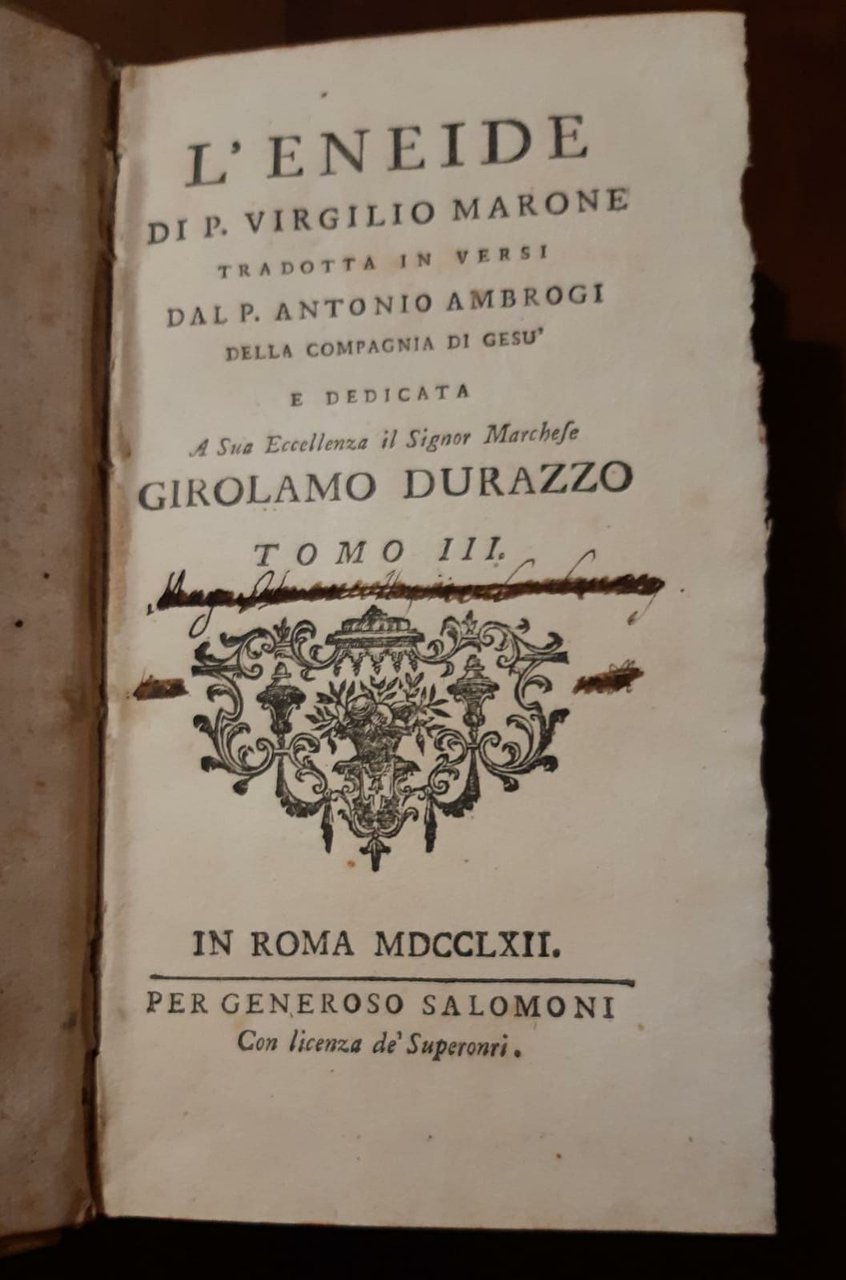 L' ENEIDE
DI P. VIRGILIO MARONE
TRADOTTA IN VERSI
DAL P. ANTONIO AMBROGI
DELLA COMPAGNIA DI GESU'
E DEDICATA
A Sua Eccellenza il Signor Marcheſe
GIROLAMO DURAZZO
TOMO III.
IN ROMA MDCCLXII.
PER GENEROSO SALOMONI
Con licenza de' Superonri.